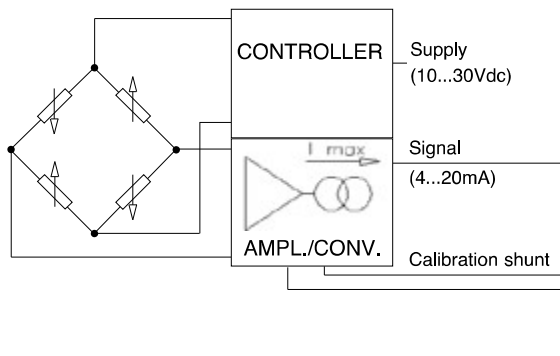 CONTROLLER
Supply
(10...30Vdc)
I max
Signal
(4...20mA)
AMPL./CONV.
Calibration shunt